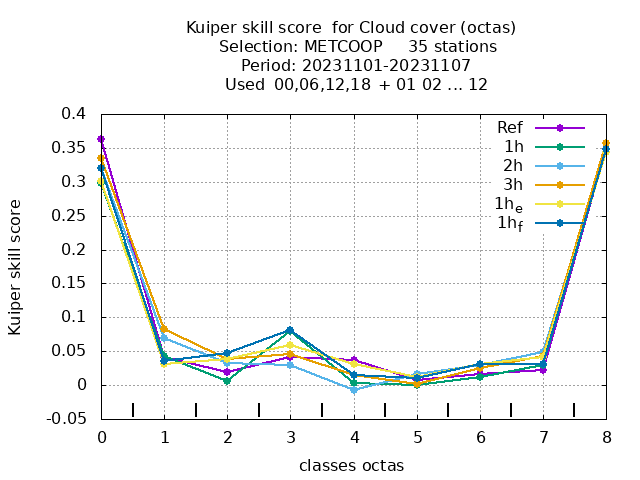 Kuiper skill score  for Cloud cover (octas)
Selection: METCOOP     35 stations
Period: 20231101-20231107
Used  00,06,12,18 + 01 02 ... 12
Kuiper skill score
0.4
0.35
0.3
0.25
0.2
0.15
0.1
0.05
0
-0.05
Ref
1h
2h
3h
1h_e
1h_f
0 1 2 3 4 5 6 7 8
classes octas